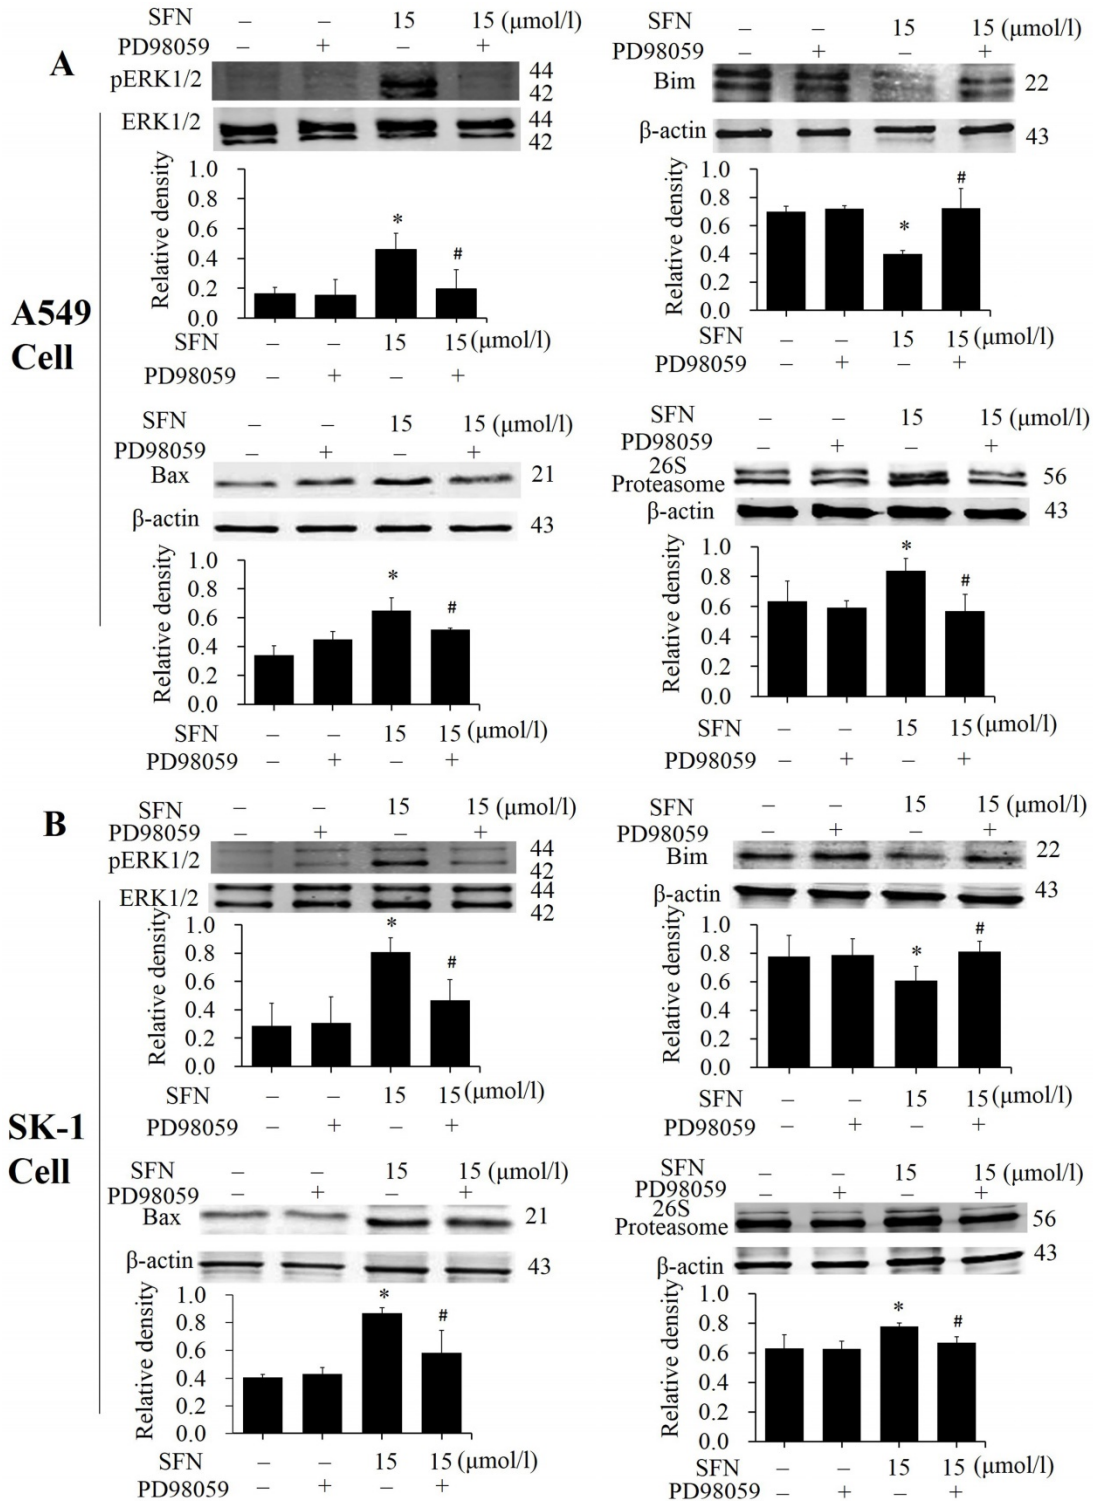 A
SFN – – 15 15 (μmol/l)
PD98059 – + – +
pERK1/2 44
42
ERK1/2 44
42
Relative density
1.0
0.8
0.6
0.4
0.2
0.0
* #
SFN – – 15 15 (μmol/l)
PD98059 – + – +
SFN – – 15 15 (μmol/l)
PD98059 – + – +
Bim 22
β-actin 43
Relative density
1.0
0.8
0.6
0.4
0.2
0.0
* #
SFN – – 15 15 (μmol/l)
PD98059 – + – +
A549
Cell
SFN – – 15 15 (μmol/l)
PD98059 – + – +
Bax 21
β-actin 43
Relative density
1.0
0.8
0.6
0.4
0.2
0.0
* #
SFN – – 15 15 (μmol/l)
PD98059 – + – +
SFN – – 15 15 (μmol/l)
PD98059 – + – +
26S
Proteasome 56
β-actin 43
Relative density
1.0
0.8
0.6
0.4
0.2
0.0
* #
SFN – – 15 15 (μmol/l)
PD98059 – + – +
B
SFN – – 15 15 (μmol/l)
PD98059 – + – +
pERK1/2 44
42
ERK1/2 44
42
Relative density
1.0
0.8
0.6
0.4
0.2
0.0
* #
SFN – – 15 15 (μmol/l)
PD98059 – + – +
SFN – – 15 15 (μmol/l)
PD98059 – + – +
Bim 22
β-actin 43
Relative density
1.0
0.8
0.6
0.4
0.2
0.0
* #
SFN – – 15 15 (μmol/l)
PD98059 – + – +
SK-1
Cell
SFN – – 15 15 (μmol/l)
PD98059 – + – +
Bax 21
β-actin 43
Relative density
1.0
0.8
0.6
0.4
0.2
0.0
* #
SFN – – 15 15 (μmol/l)
PD98059 – + – +
SFN – – 15 15 (μmol/l)
PD98059 – + – +
26S
Proteasome 56
β-actin 43
Relative density
1.0
0.8
0.6
0.4
0.2
0.0
* #
SFN – – 15 15 (μmol/l)
PD98059 – + – +